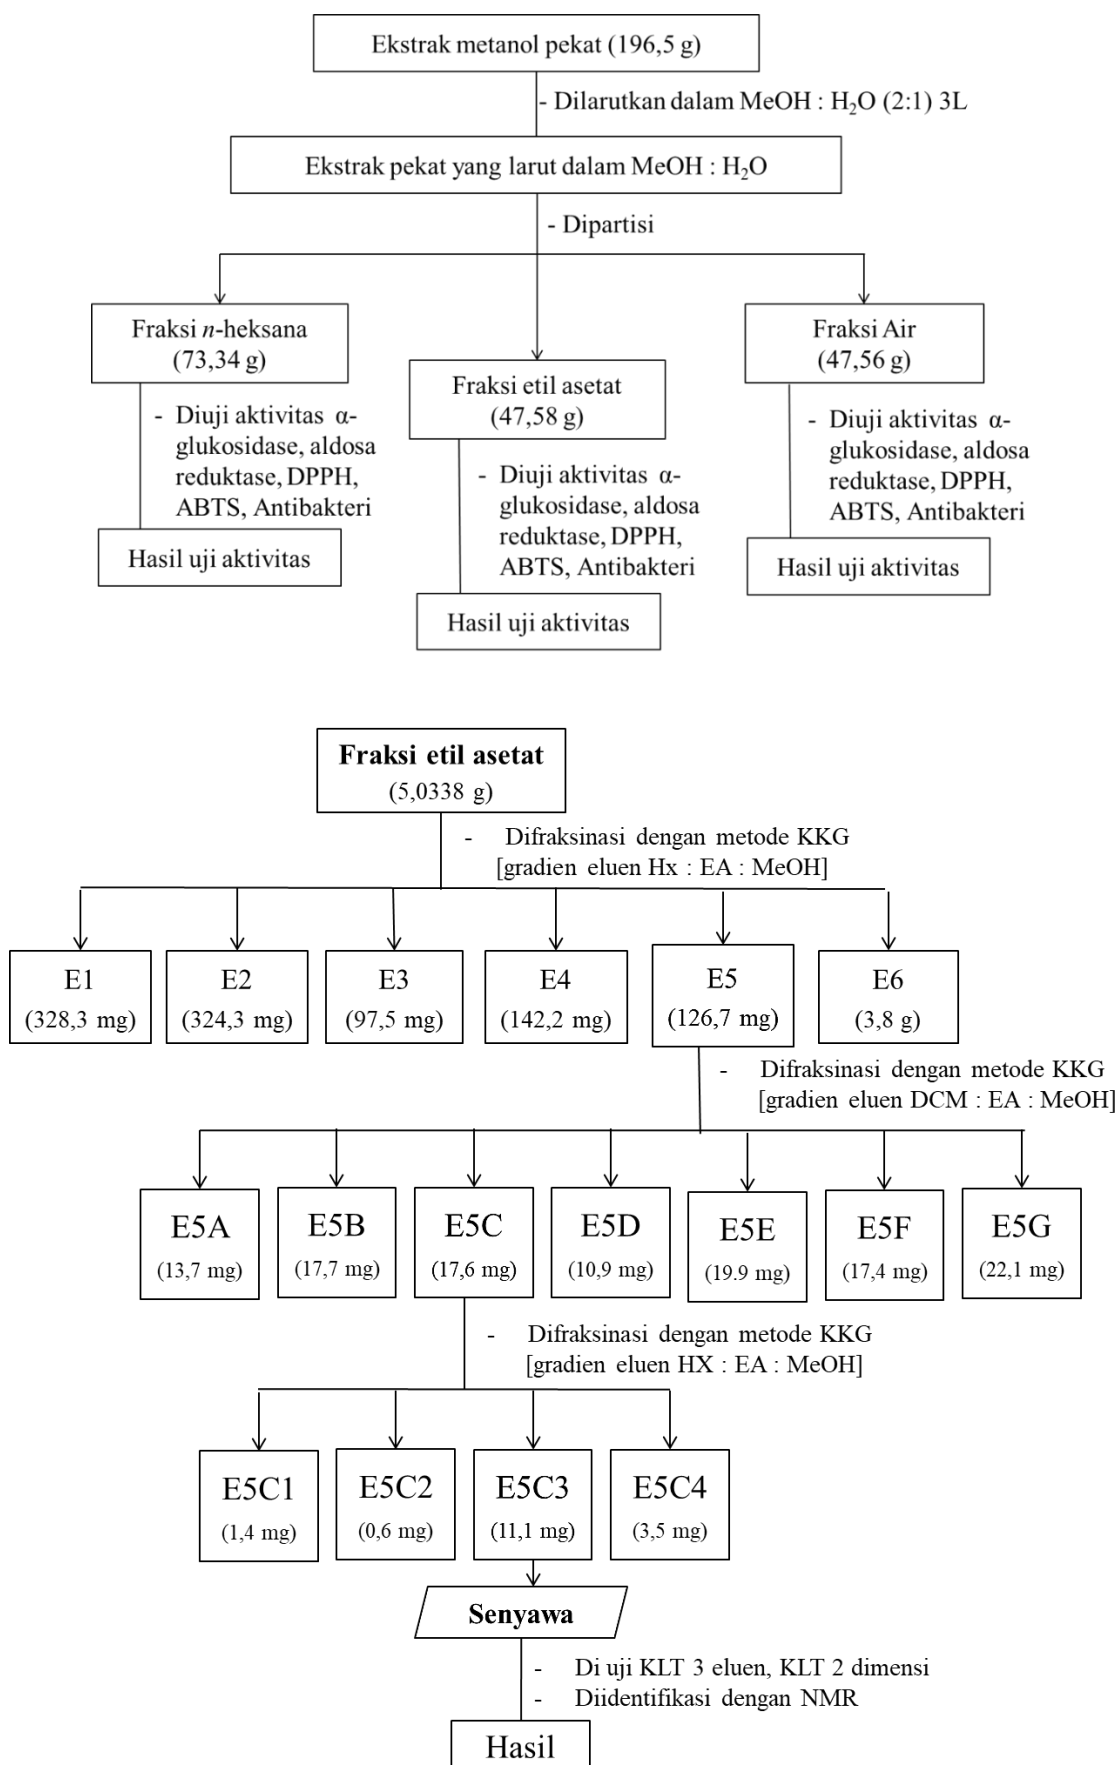 Ekstrak metanol pekat (196,5 g)
- Dilarutkan dalam MeOH : H₂O (2:1) 3L
Ekstrak pekat yang larut dalam MeOH : H₂O
- Dipartisi
Fraksi n-heksana
(73,34 g)
Fraksi etil asetat
(47,58 g)
Fraksi Air
(47,56 g)
- Diuji aktivitas α-
glukosidase, aldosa
reduktase, DPPH,
ABTS, Antibakteri
- Diuji aktivitas α-
glukosidase, aldosa
reduktase, DPPH,
ABTS, Antibakteri
- Diuji aktivitas α-
glukosidase, aldosa
reduktase, DPPH,
ABTS, Antibakteri
Hasil uji aktivitas
Hasil uji aktivitas
Hasil uji aktivitas
Fraksi etil asetat
(5,0338 g)
- Difraksinasi dengan metode KKG
[gradien eluen Hx : EA : MeOH]
E1
(328,3 mg)
E2
(324,3 mg)
E3
(97,5 mg)
E4
(142,2 mg)
E5
(126,7 mg)
E6
(3,8 g)
- Difraksinasi dengan metode KKG
[gradien eluen DCM : EA : MeOH]
E5A
(13,7 mg)
E5B
(17,7 mg)
E5C
(17,6 mg)
E5D
(10,9 mg)
E5E
(19.9 mg)
E5F
(17,4 mg)
E5G
(22,1 mg)
- Difraksinasi dengan metode KKG
[gradien eluen HX : EA : MeOH]
E5C1
(1,4 mg)
E5C2
(0,6 mg)
E5C3
(11,1 mg)
E5C4
(3,5 mg)
Senyawa
- Di uji KLT 3 eluen, KLT 2 dimensi
- Diidentifikasi dengan NMR
Hasil